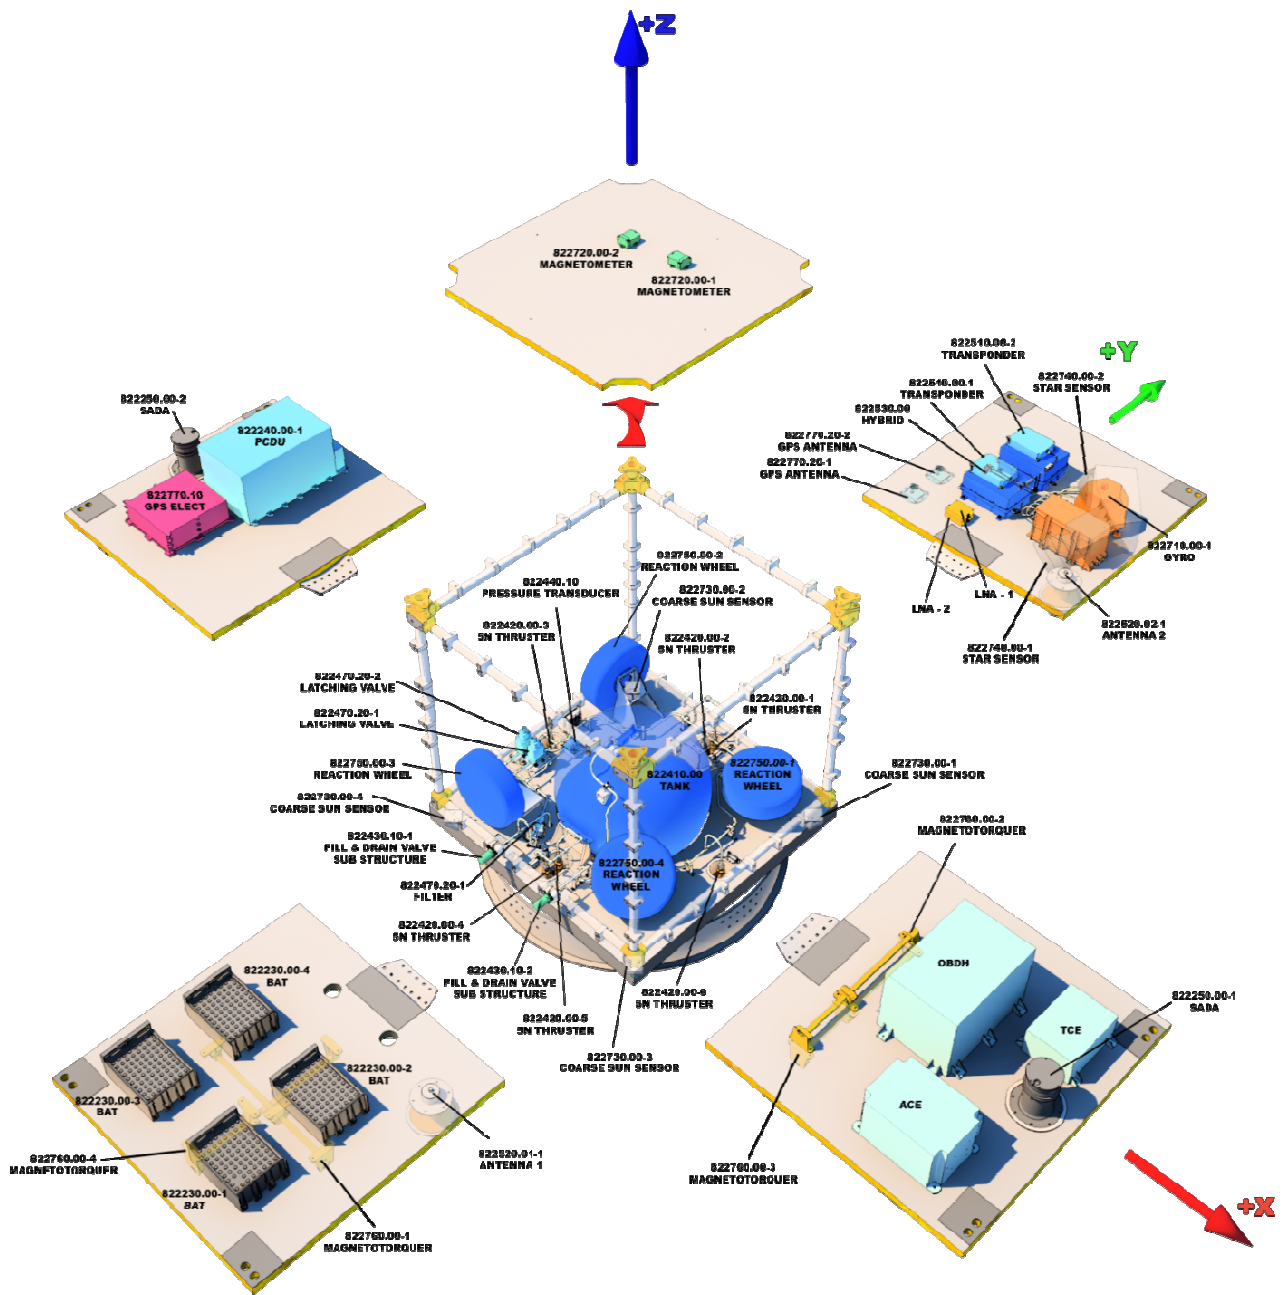 +Z
822720.00-2
MAGNETOMETER
822720.00-1
MAGNETOMETER
822250.00-2
SADA
822240.00-1
PCDU
822770.10
GPS ELECT
822510.00-2
TRANSPONDER
+Y
822740.00-2
STAR SENSOR
822510.00-1
TRANSPONDER
822530.00
HYBRID
822770.20-2
GPS ANTENNA
822770.20-1
GPS ANTENNA
822710.00-1
GYRO
LNA - 2
LNA - 1
822520.02-1
ANTENNA 2
822740.00-1
STAR SENSOR
822750.00-2
REACTION WHEEL
822440.10
PRESSURE TRANSDUCER
822730.00-2
COARSE SUN SENSOR
822420.00-3
5N THRUSTER
822420.00-2
5N THRUSTER
822470.20-2
LATCHING VALVE
822420.00-1
5N THRUSTER
822470.20-1
LATCHING VALVE
822750.00-3
REACTION WHEEL
822410.00
TANK
822750.00-1
REACTION
WHEEL
822730.00-1
COARSE SUN SENSOR
822730.00-4
COARSE SUN SENSOR
822760.00-2
MAGNETOTORQUER
822430.10-1
FILL & DRAIN VALVE
SUB STRUCTURE
822750.00-4
REACTION
WHEEL
822470.20-1
FILTER
822420.00-4
5N THRUSTER
822430.10-2
FILL & DRAIN VALVE
SUB STRUCTURE
822420.00-6
5N THRUSTER
822420.00-5
5N THRUSTER
822730.00-3
COARSE SUN SENSOR
822230.00-4
BAT
822230.00-2
BAT
822230.00-3
BAT
822760.00-4
MAGNETOTORQUER
822230.00-1
BAT
822520.01-1
ANTENNA 1
822760.00-1
MAGNETOTORQUER
OBDH
822250.00-1
SADA
TCE
ACE
822760.00-3
MAGNETOTORQUER
+X